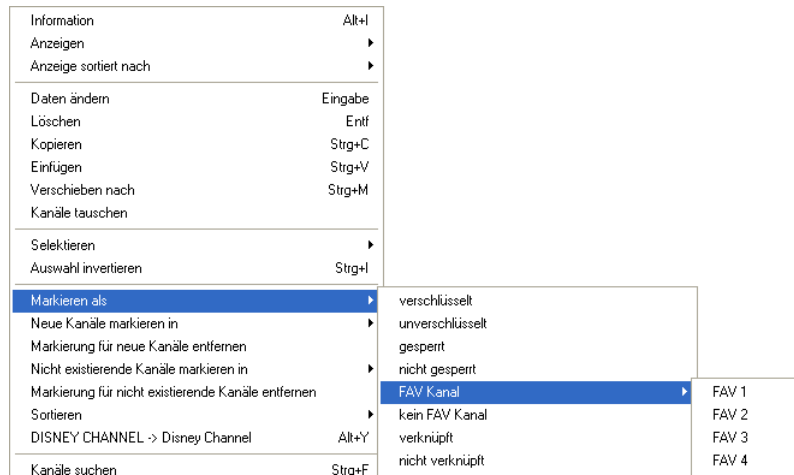 Information Alt+I
Anzeigen
Anzeige sortiert nach
Daten ändern Eingabe
Löschen Entf
Kopieren Strg+C
Einfügen Strg+V
Verschieben nach Strg+M
Kanäle tauschen
Selektieren
Auswahl invertieren Strg+I
Markieren als
Neue Kanäle markieren in
Markierung für neue Kanäle entfernen
Nicht existierende Kanäle markieren in
Markierung für nicht existierende Kanäle entfernen
Sortieren
DISNEY CHANNEL -> Disney Channel Alt+Y
Kanäle suchen Strg+F
verschlüsselt
unverschlüsselt
gesperrt
nicht gesperrt
FAV Kanal
kein FAV Kanal
verknüpft
nicht verknüpft
FAV 1
FAV 2
FAV 3
FAV 4